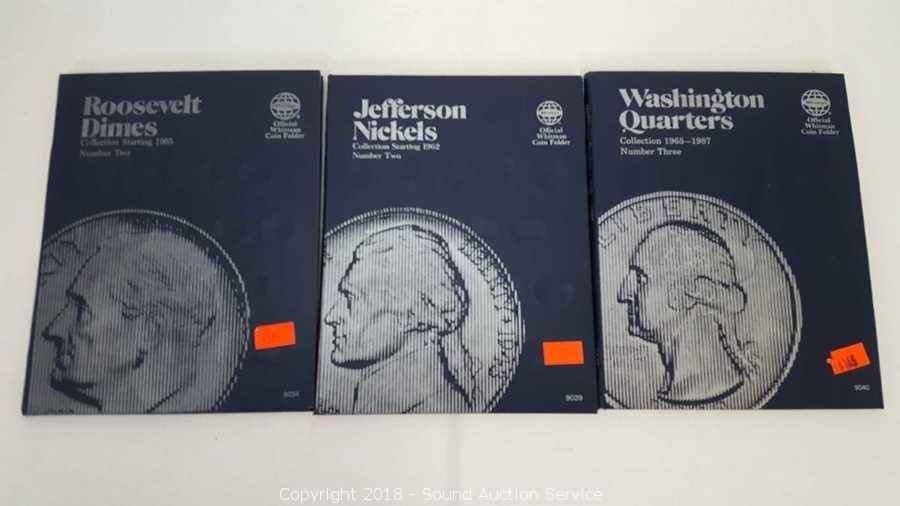 Roosevelt
Dimes
Collection Starting 1965
Number Two
Official
Whitman
Coin Folder
9034
Jefferson
Nickels
Collection Starting 1962
Number Two
Official
Whitman
Coin Folder
LIBERTY
9039
Washington
Quarters
Collection 1965—1987
Number Three
Official
Whitman
Coin Folder
LIBERTY
9040
Copyright 2018 - Sound Auction Service